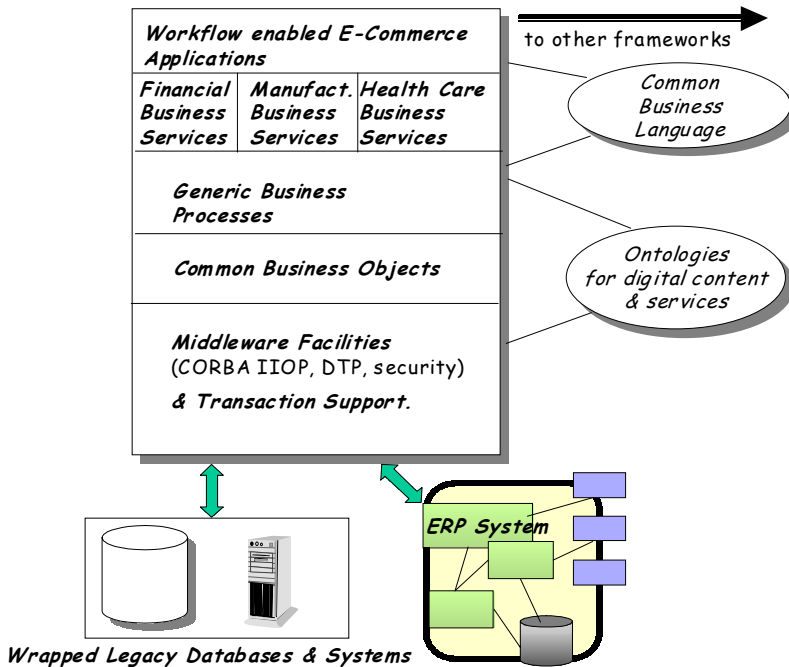 Workflow enabled E-Commerce
Applications
to other frameworks
Financial
Business
Services
Manufact.
Business
Services
Health Care
Business
Services
Common
Business
Language
Generic Business
Processes
Common Business Objects
Ontologies
for digital content
& services
Middleware Facilities
(CORBA IIOP, DTP, security)
& Transaction Support.
ERP System
Wrapped Legacy Databases & Systems